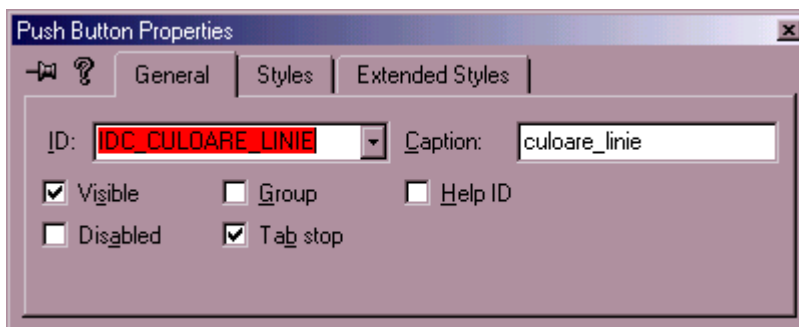 Push Button Properties
General Styles Extended Styles
ID: IDC_CULOARE_LINIE Caption: culoare_linie
Visible Group Help ID
Disabled Tab stop